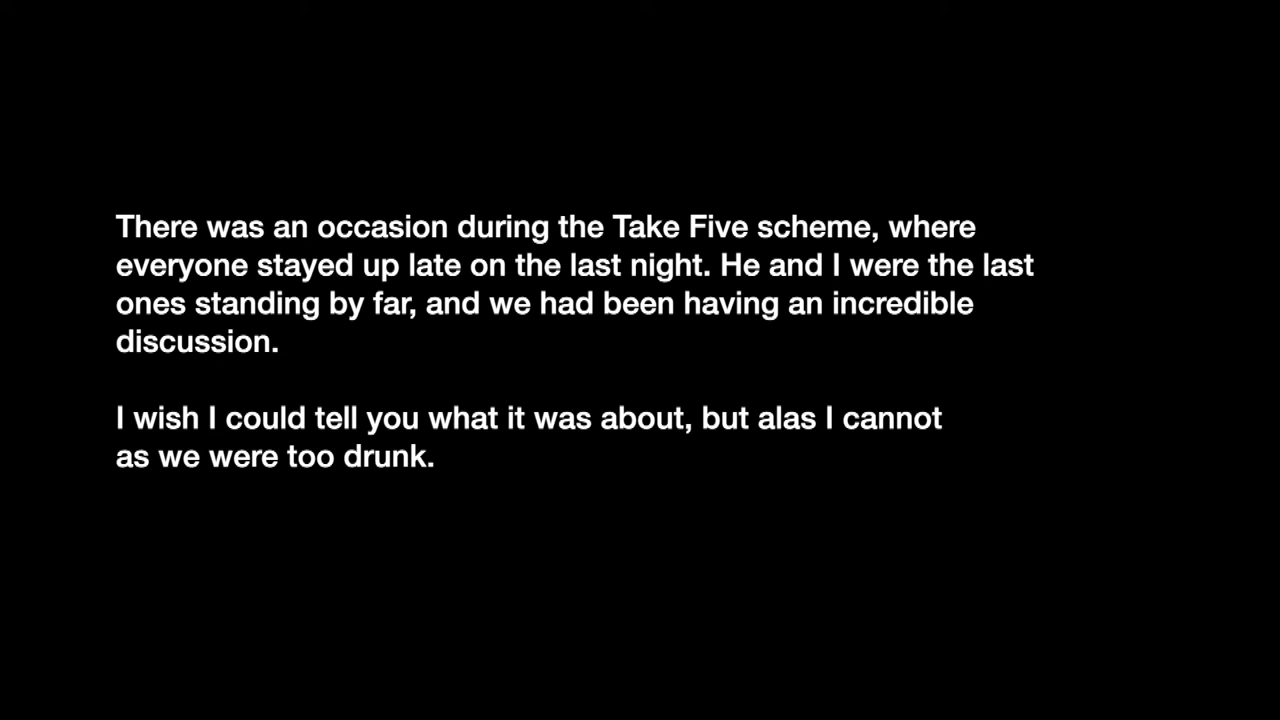 There was an occasion during the Take Five scheme, where
everyone stayed up late on the last night. He and I were the last
ones standing by far, and we had been having an incredible
discussion.
I wish I could tell you what it was about, but alas I cannot
as we were too drunk.